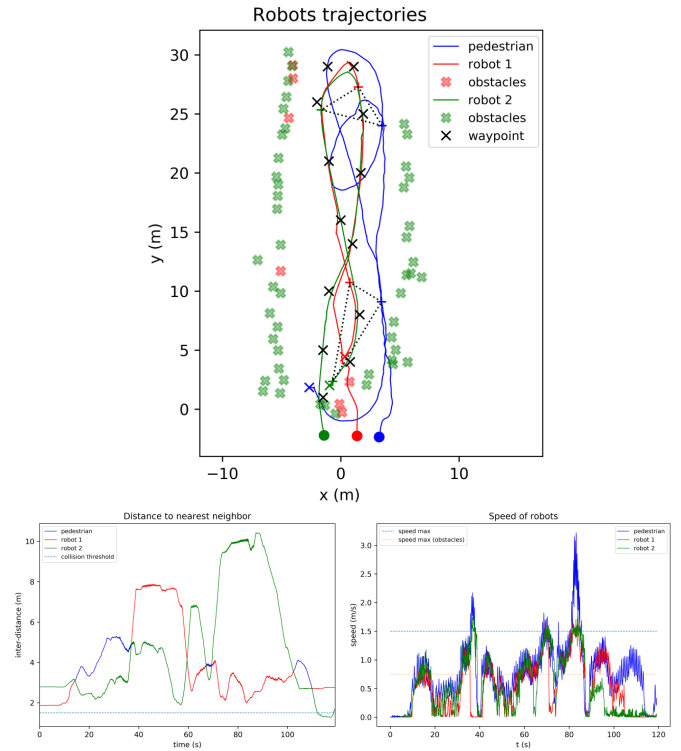 Robots trajectories
30
25
20
15
10
5
0
y (m)
−10
0
10
x (m)
pedestrian
robot 1
obstacles
robot 2
obstacles
waypoint
Distance to nearest neighbor
pedestrian
robot 1
robot 2
collision threshold
10
8
6
4
2
inter-distance (m)
0
20
40
60
80
100
time (s)
Speed of robots
speed max
speed max (obstacles)
pedestrian
robot 1
robot 2
3.0
2.5
2.0
1.5
1.0
0.5
0.0
speed (m/s)
0
20
40
60
80
100
120
t (s)